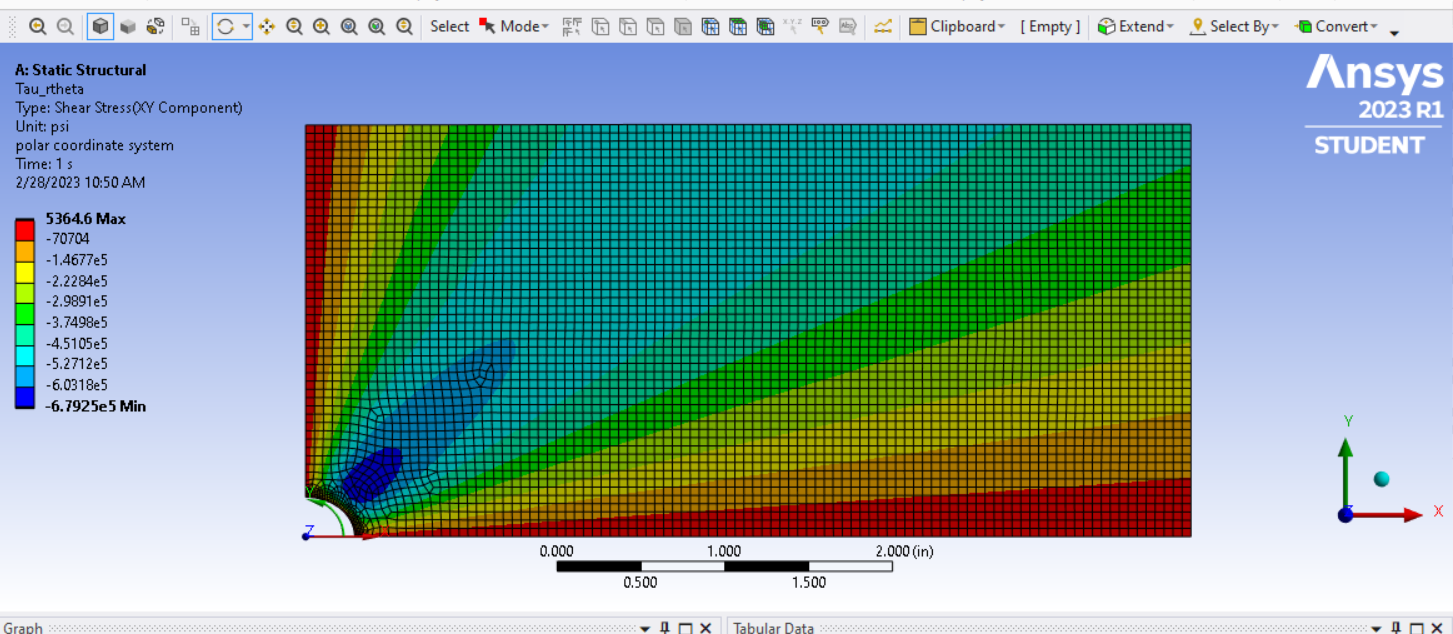 Select Mode Clipboard [ Empty ] Extend Select By Convert
A: Static Structural
Tau_rtheta
Type: Shear Stress(XY Component)
Unit: psi
polar coordinate system
Time: 1 s
2/28/2023 10:50 AM
5364.6 Max
-70704
-1.4677e5
-2.2284e5
-2.9891e5
-3.7498e5
-4.5105e5
-5.2712e5
-6.0318e5
-6.7925e5 Min
Ansys
2023 R1
STUDENT
Z
0.000 1.000 2.000 (in)
0.500 1.500
Y
X
Graph
Tabular Data